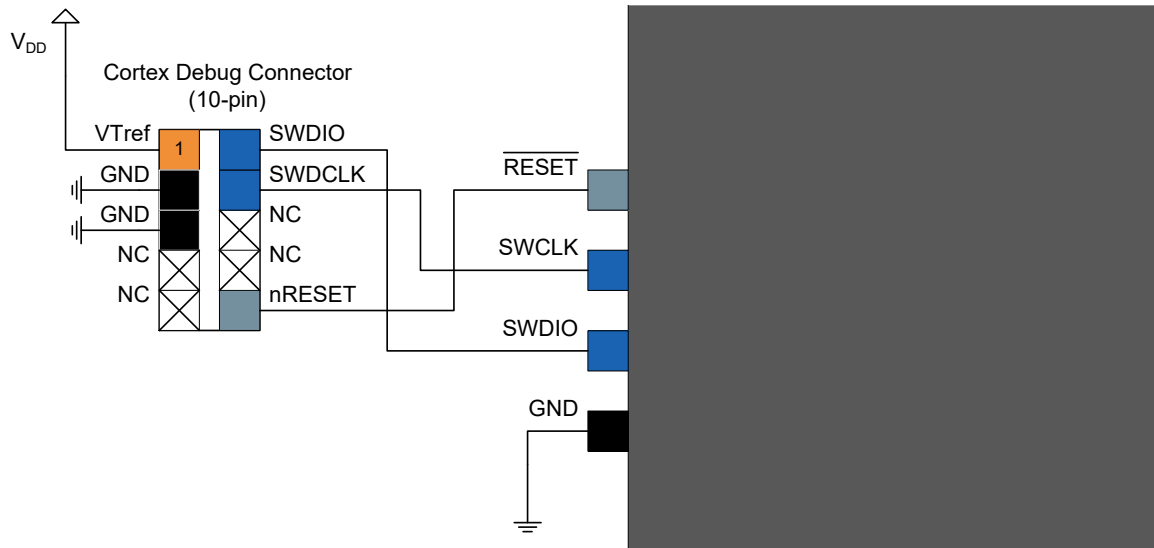 V_DD
Cortex Debug Connector
(10-pin)
VTref
1
SWDIO
GND
SWDCLK
GND
NC
NC
NC
NC
nRESET
RESET
SWCLK
SWDIO
GND